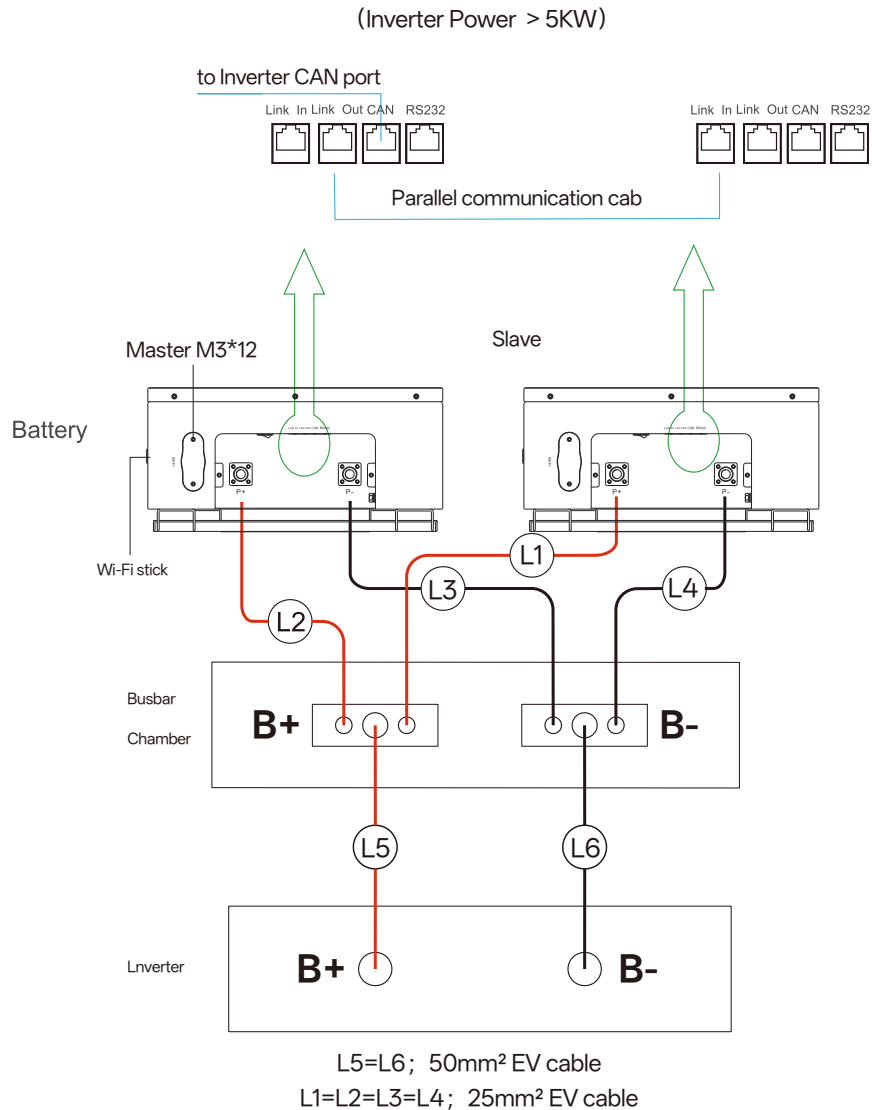 (Inverter Power > 5KW)
to Inverter CAN port
Link In Link Out CAN RS232
Link In Link Out CAN RS232
Parallel communication cab
Master M3*12
Slave
Battery
P+
P-
P+
P-
Wi-Fi stick
L1
L3
L4
L2
Busbar
Chamber
B+
B-
L5
L6
Lnverter
B+
B-
L5=L6; 50mm² EV cable
L1=L2=L3=L4; 25mm² EV cable